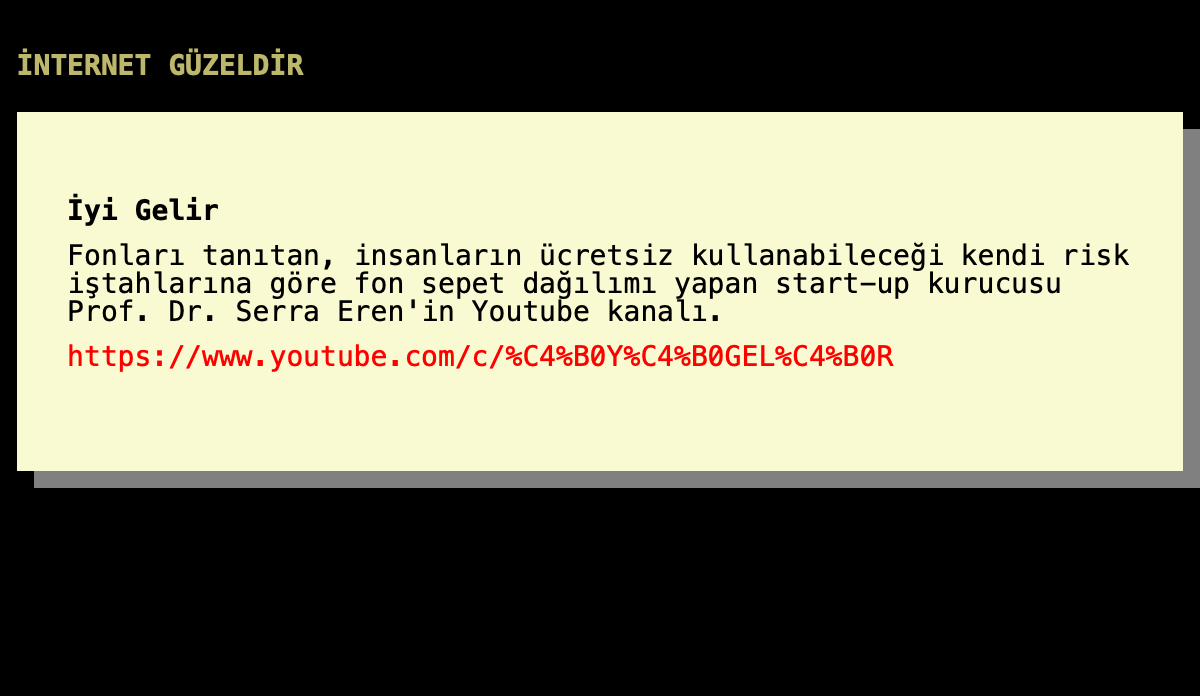 İNTERNET GÜZELDİR
İyi Gelir
Fonları tanıtan, insanların ücretsiz kullanabileceği kendi risk
iştahlarına göre fon sepet dağılımı yapan start-up kurucusu
Prof. Dr. Serra Eren'in Youtube kanalı.
https://www.youtube.com/c/%C4%B0Y%C4%B0GEL%C4%B0R